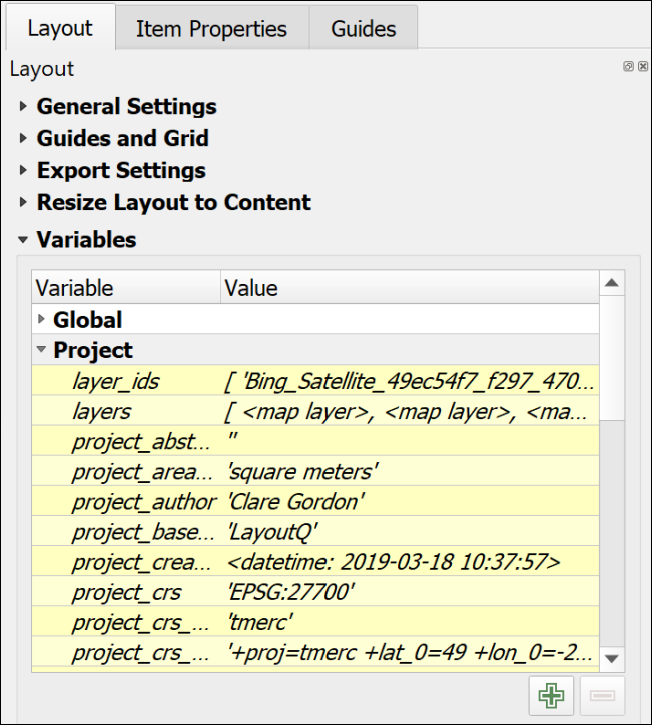 Layout Item Properties Guides
Layout
General Settings
Guides and Grid
Export Settings
Resize Layout to Content
Variables
Variable Value
Global
Project
layer_ids [ 'Bing_Satellite_49ec54f7_f297_470...
layers [ <map layer>, <map layer>, <ma...
project_abst... ''
project_area... 'square meters'
project_author 'Clare Gordon'
project_base... 'LayoutQ'
project_crea... <datetime: 2019-03-18 10:37:57>
project_crs 'EPSG:27700'
project_crs_... 'tmerc'
project_crs_... '+proj=tmerc +lat_0=49 +lon_0=-2...